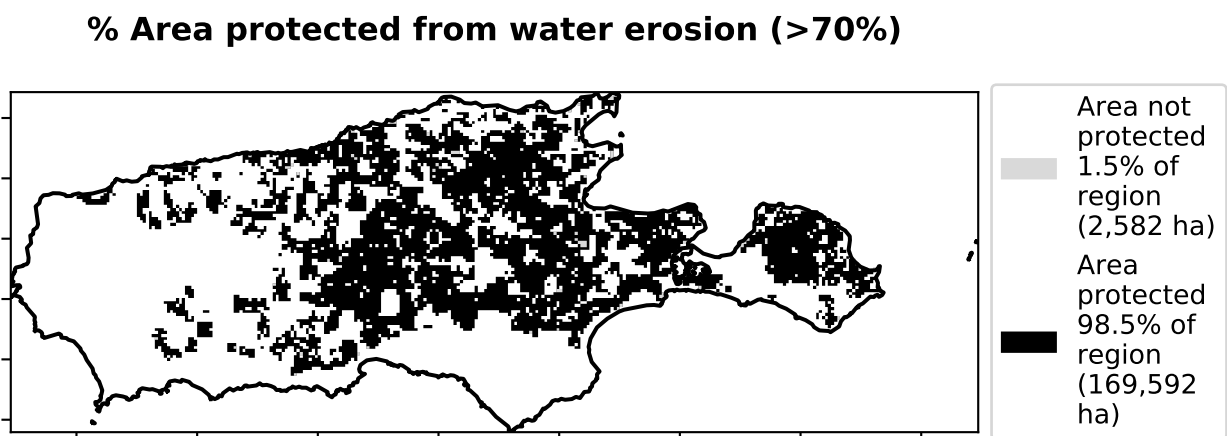 % Area protected from water erosion (>70%)
Area not
protected
1.5% of
region
(2,582 ha)
Area
protected
98.5% of
region
(169,592
ha)